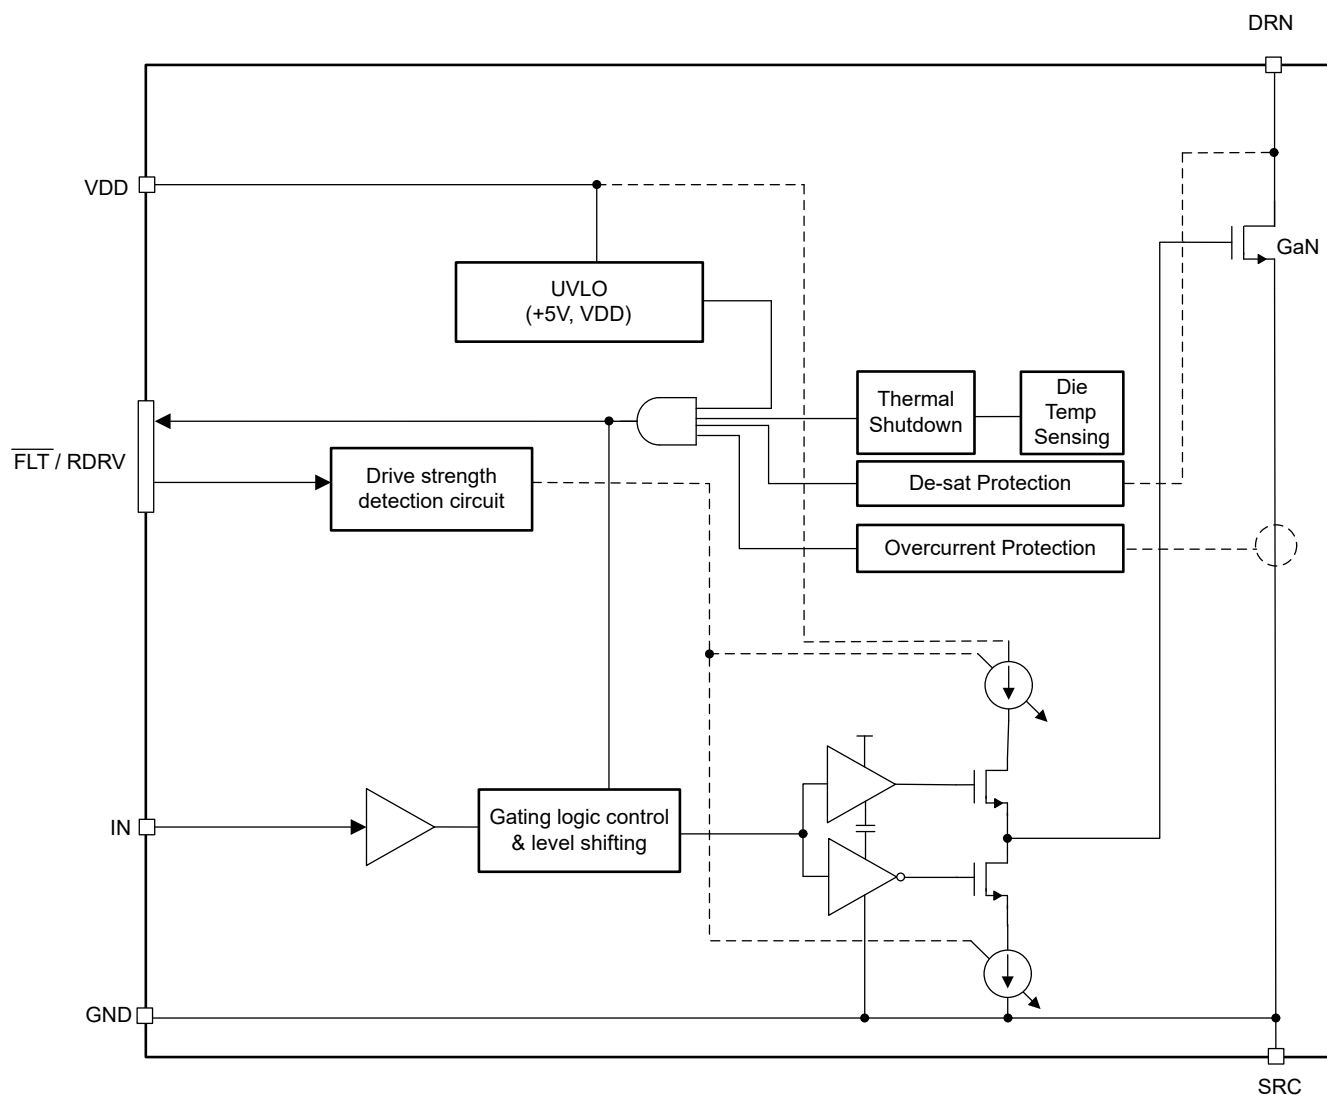 DRN
VDD
GaN
UVLO
(+5V, VDD)
Thermal
Shutdown
Die
Temp
Sensing
FLT / RDRV
Drive strength
detection circuit
De-sat Protection
Overcurrent Protection
IN
Gating logic control
& level shifting
GND
SRC